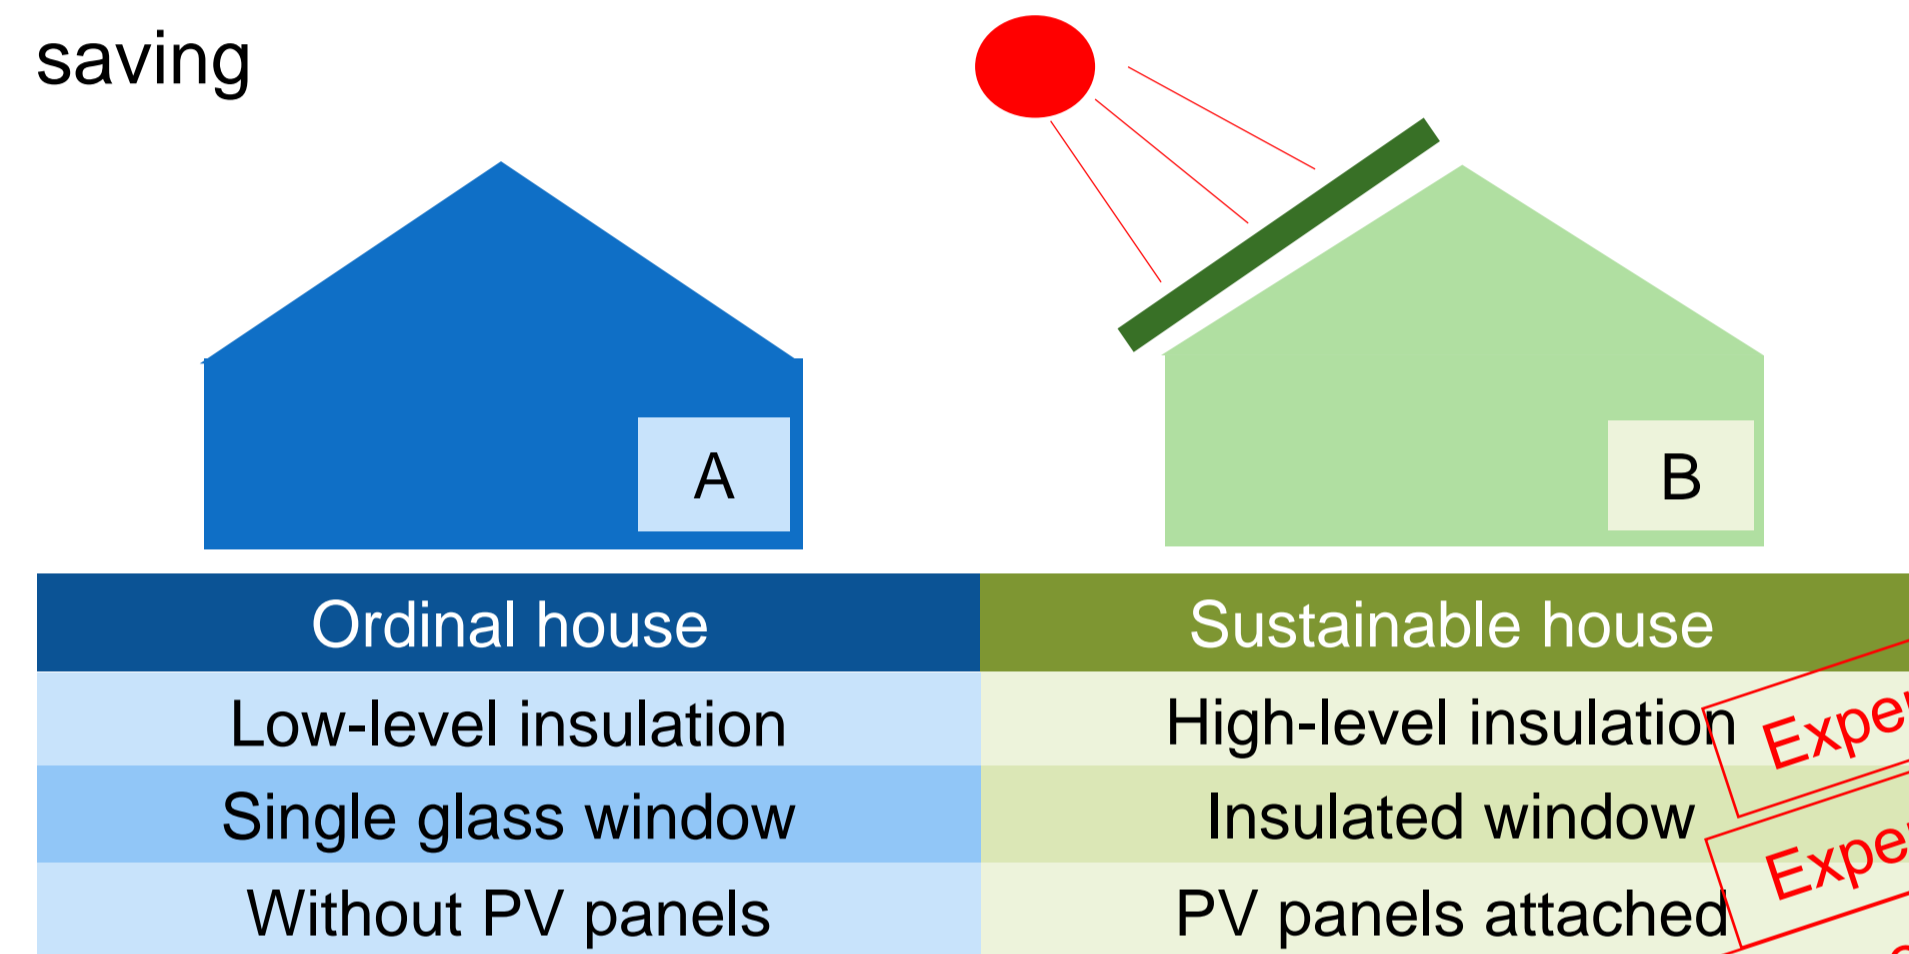 saving
A
B
Ordinal house
Sustainable house
Low-level insulation
High-level insulation
Single glass window
Insulated window
Without PV panels
PV panels attached